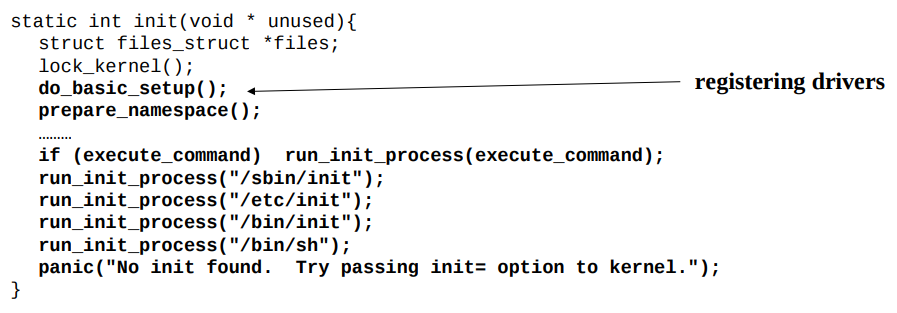 static int init(void * unused){
struct files_struct *files;
lock_kernel();
do_basic_setup();
registering drivers
prepare_namespace();
………
if (execute_command)  run_init_process(execute_command);
run_init_process("/sbin/init");
run_init_process("/etc/init");
run_init_process("/bin/init");
run_init_process("/bin/sh");
panic("No init found.  Try passing init= option to kernel.");
}